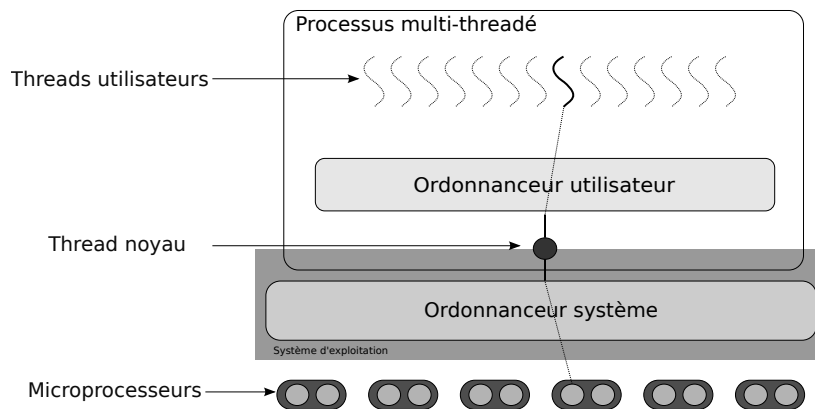 Processus multi-threadé
Threads utilisateurs
Ordonnanceur utilisateur
Thread noyau
Ordonnanceur système
Système d'exploitation
Microprocesseurs